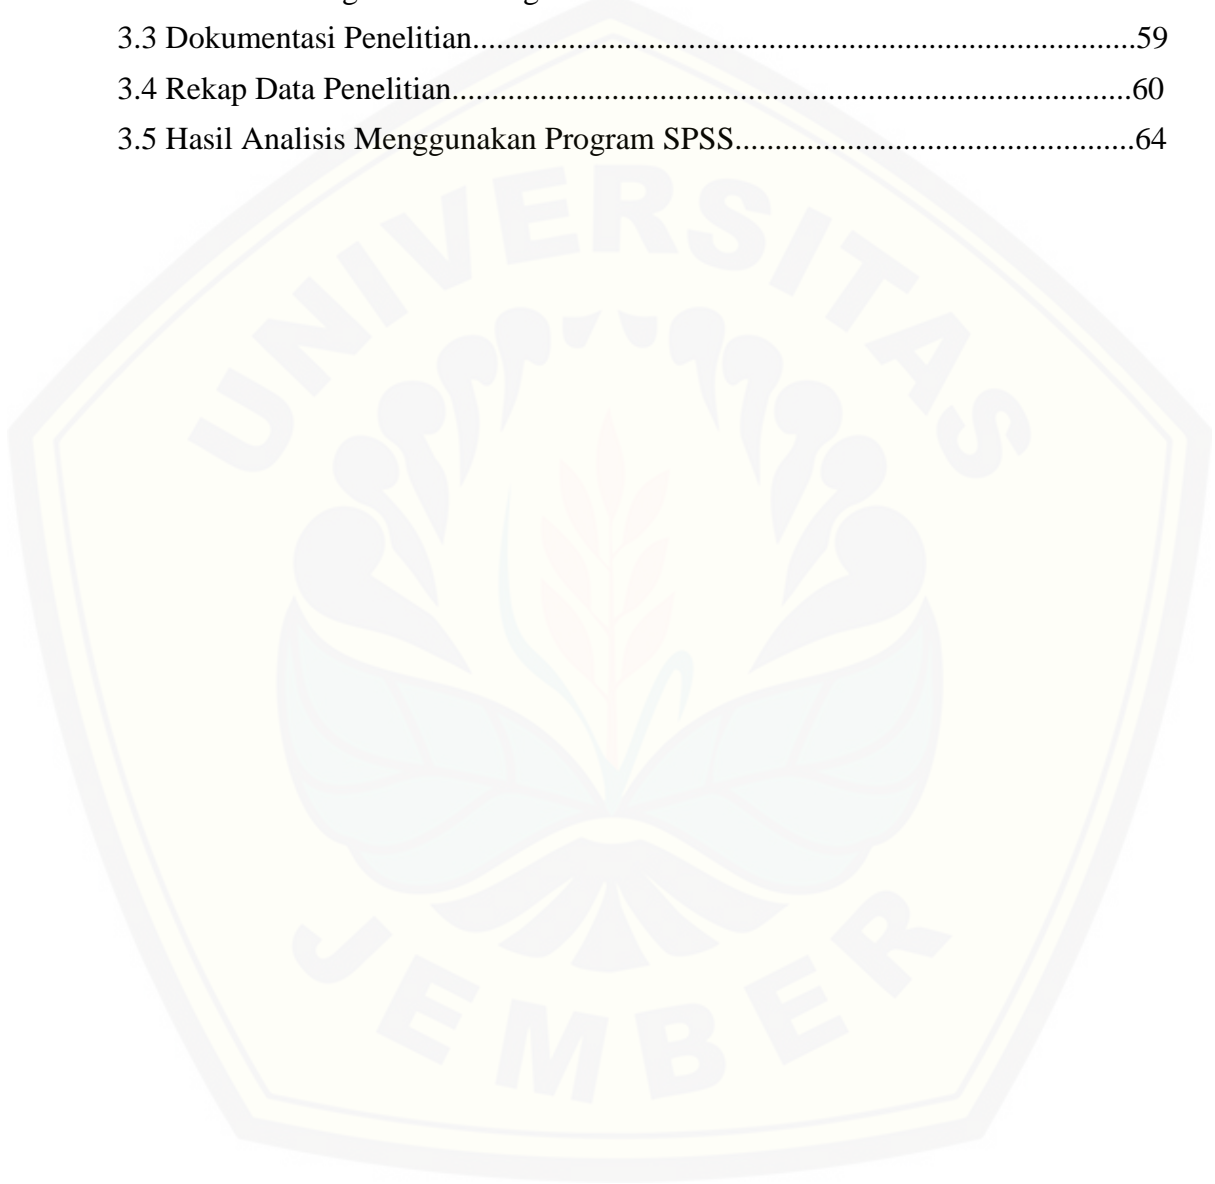 3.3 Dokumentasi Penelitian....................................................................................59
3.4 Rekap Data Penelitian......................................................................................60
3.5 Hasil Analisis Menggunakan Program SPSS..................................................64
UNIVERSITAS
JEMBER